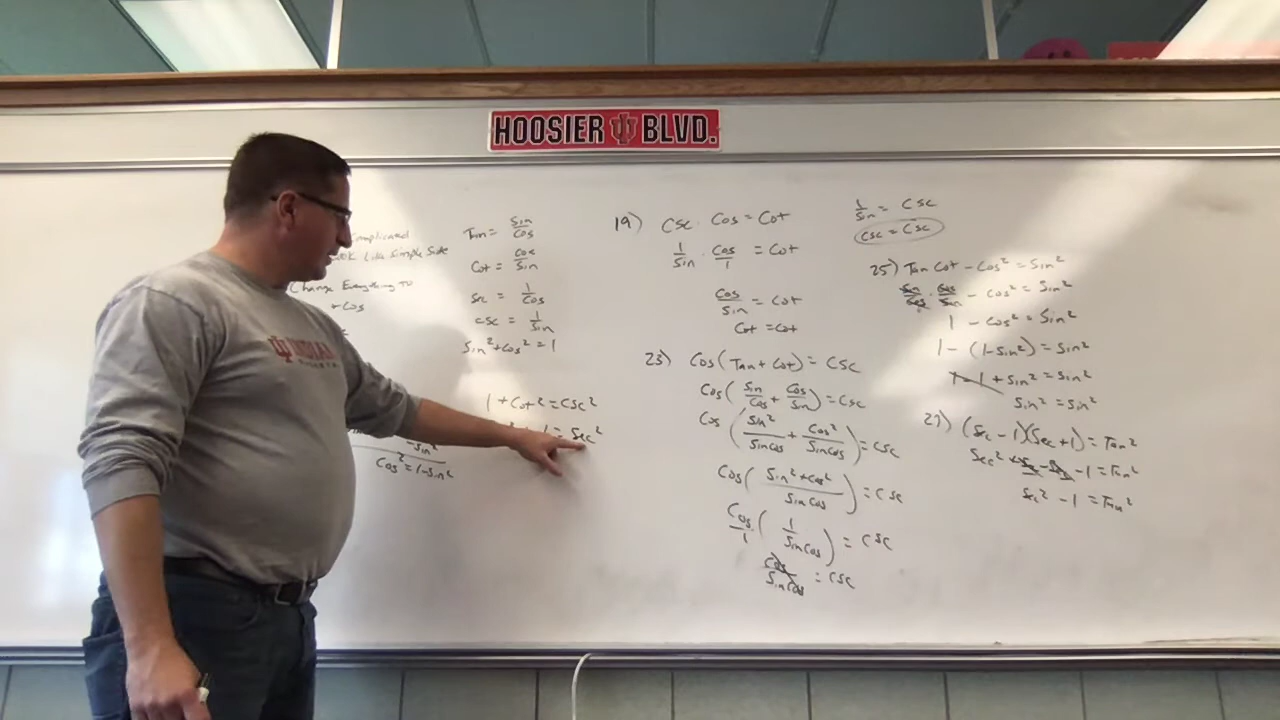 HOOSIER BLVD.
INDIANA
Complicated
Look Like Simple Side
Change Everything to
+ Cos
Tan = Sin/Cos
Cot = Cos/Sin
Sec = 1/Cos
CSC = 1/Sin
Sin² + Cos² = 1
1 + Cot² = CSC²
1 = Sec²
-Sin²
Cos² = 1 - Sin²
19) CSC · Cos = Cot
1/Sin · Cos/1 = Cot
Cos/Sin = Cot
Cot = Cot
23) Cos(Tan + Cot) = CSC
Cos(Sin/Cos + Cos/Sin) = CSC
Cos(Sin²/SinCos + Cos²/SinCos) = CSC
Cos(Sin² + Cos²/SinCos) = CSC
Cos/1(1/SinCos) = CSC
Cos/SinCos = CSC
1/Sin = CSC
CSC = CSC
25) Tan Cot - Cos² = Sin²
Sin/Cos · Cos/Sin - Cos² = Sin²
1 - Cos² = Sin²
1 - (1 - Sin²) = Sin²
1 - 1 + Sin² = Sin²
Sin² = Sin²
27) (Sec - 1)(Sec + 1) = Tan²
Sec² + Sec - Sec - 1 = Tan²
Sec² - 1 = Tan²